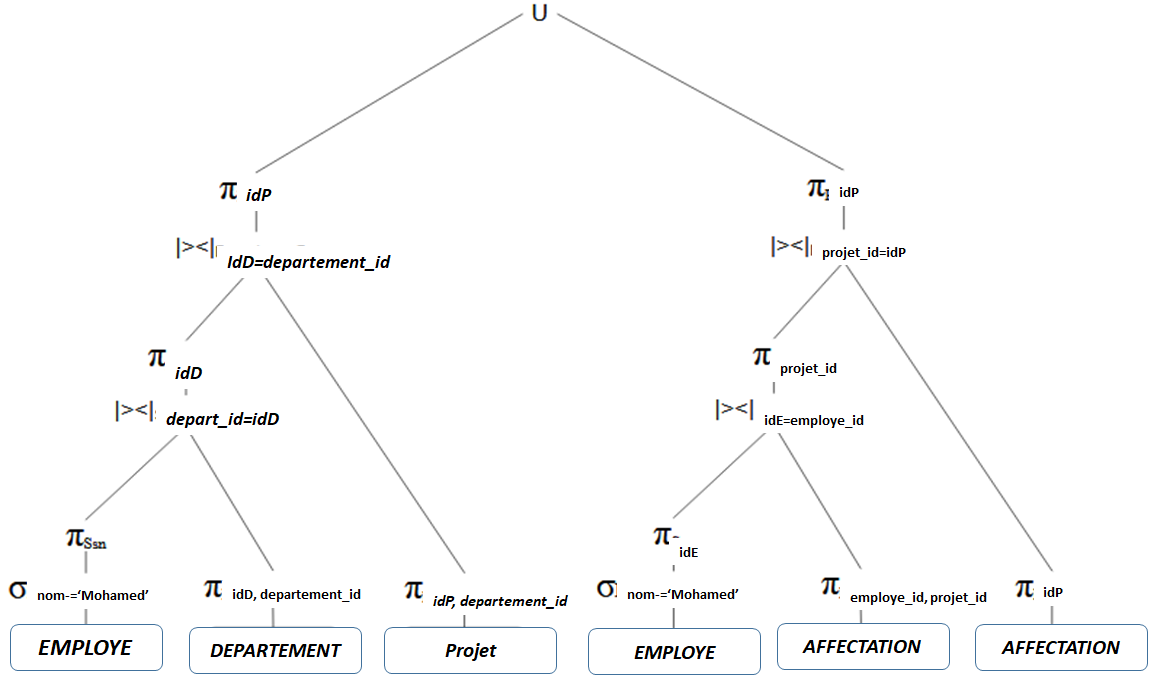 U
π idP
π idP
|><| IdD=departement_id
|><| projet_id=idP
π idD
π projet_id
|><| depart_id=idD
|><| idE=employe_id
π Ssn
π idE
σ nom-=‘Mohamed’
π idD, departement_id
π idP, departement_id
σ nom-=‘Mohamed’
π employe_id, projet_id
π idP
EMPLOYE
DEPARTEMENT
Projet
EMPLOYE
AFFECTATION
AFFECTATION